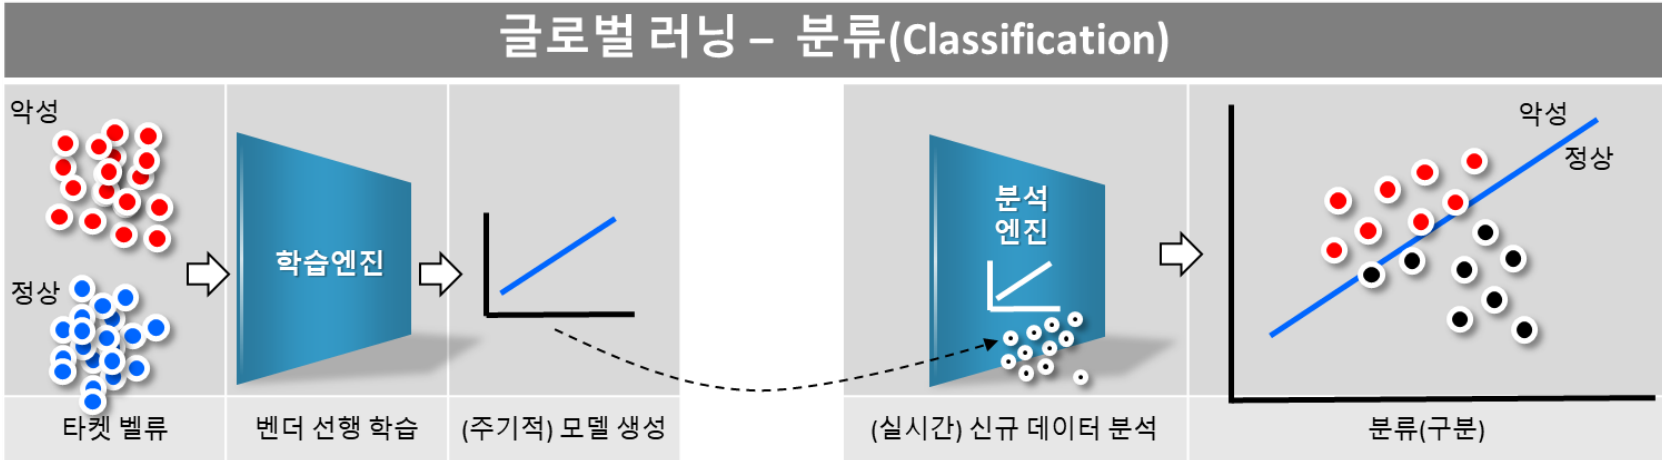 글로벌 러닝 – 분류(Classification)
악성
정상
학습엔진
분석
엔진
악성
정상
타켓 벨류
벤더 선행 학습
(주기적) 모델 생성
(실시간) 신규 데이터 분석
분류(구분)